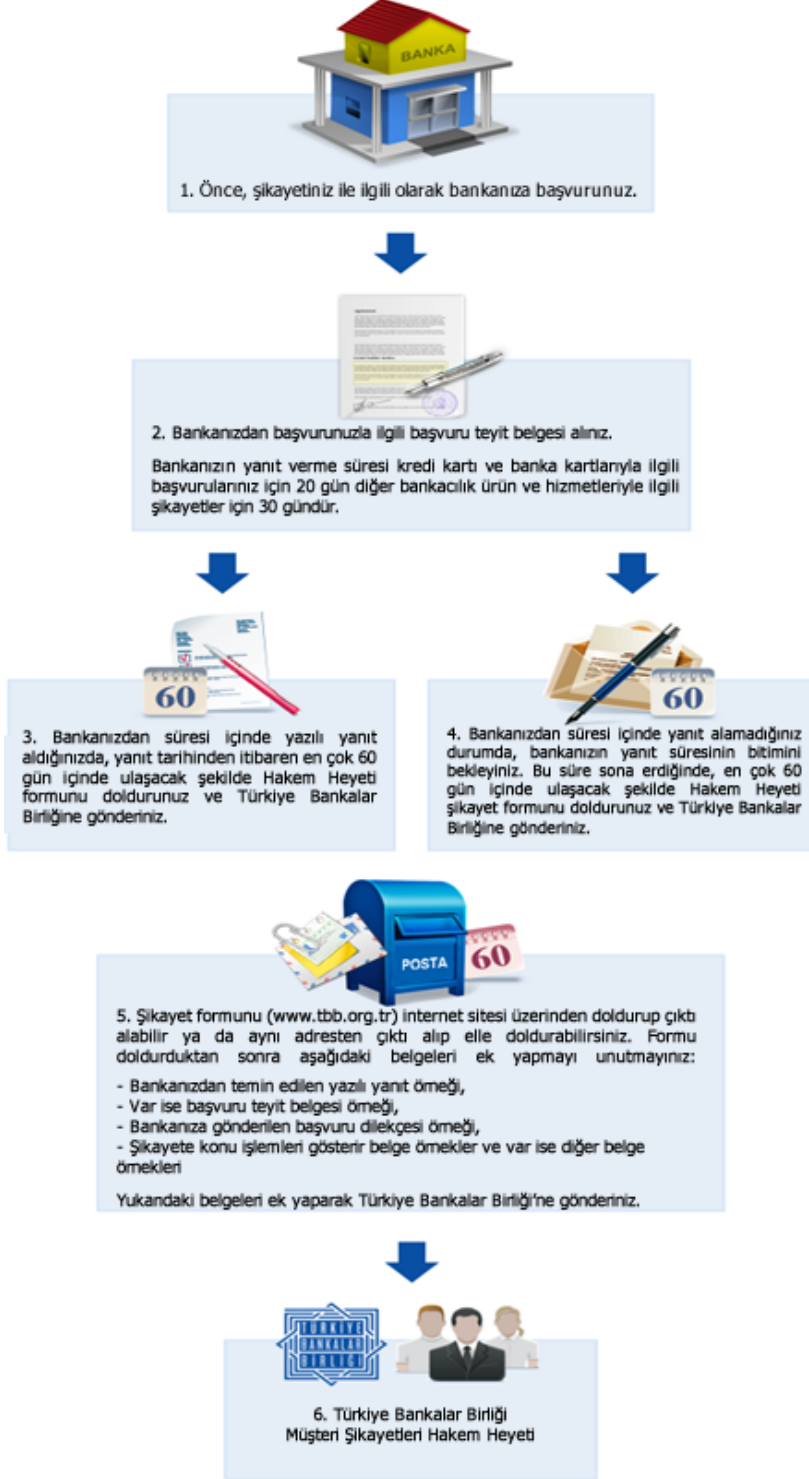 BANKA
1. Önce, şikayetiniz ile ilgili olarak bankanıza başvurunuz.
2. Bankanızdan başvurunuzla ilgili başvuru teyit belgesi alınız.
Bankanızın yanıt verme süresi kredi kartı ve banka kartlarıyla ilgili
başvurularınız için 20 gün diğer bankacılık ürün ve hizmetleriyle ilgili
şikayetler için 30 gündür.
60
3. Bankanızdan süresi içinde yazılı yanıt
aldığınızda, yanıt tarihinden itibaren en çok 60
gün içinde ulaşacak şekilde Hakem Heyeti
formunu doldurunuz ve Türkiye Bankalar
Birliğine gönderiniz.
60
4. Bankanızdan süresi içinde yanıt alamadığınız
durumda, bankanızın yanıt süresinin bitimini
bekleyiniz. Bu süre sona erdiğinde, en çok 60
gün içinde ulaşacak şekilde Hakem Heyeti
şikayet formunu doldurunuz ve Türkiye Bankalar
Birliğine gönderiniz.
POSTA
60
5. Şikayet formunu (www.tbb.org.tr) internet sitesi üzerinden doldurup çıktı
alabilir ya da aynı adresten çıktı alıp elle doldurabilirsiniz. Formu
doldurduktan sonra aşağıdaki belgeleri ek yapmayı unutmayınız:
- Bankanızdan temin edilen yazılı yanıt örneği,
- Var ise başvuru teyit belgesi örneği,
- Bankanıza gönderilen başvuru dilekçesi örneği,
- Şikayete konu işlemleri gösterir belge örnekler ve var ise diğer belge
örnekleri
Yukarıdaki belgeleri ek yaparak Türkiye Bankalar Birliği'ne gönderiniz.
TÜRKİYE
BANKALAR
BİRLİĞİ
6. Türkiye Bankalar Birliği
Müşteri Şikayetleri Hakem Heyeti